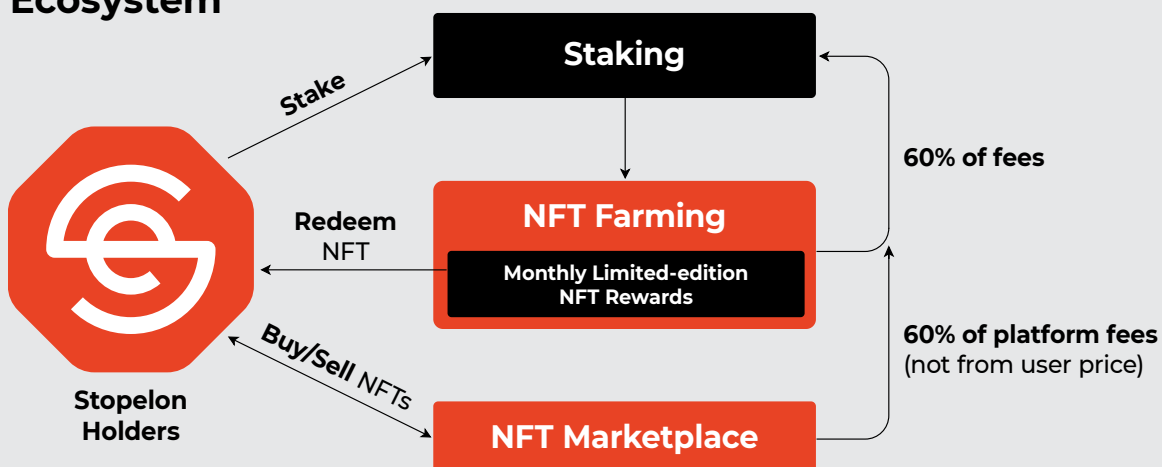 Ecosystem
Staking
Stake
60% of fees
NFT Farming
Redeem
NFT
Monthly Limited-edition
NFT Rewards
60% of platform fees
(not from user price)
Buy/Sell NFTs
Stopelon
Holders
NFT Marketplace